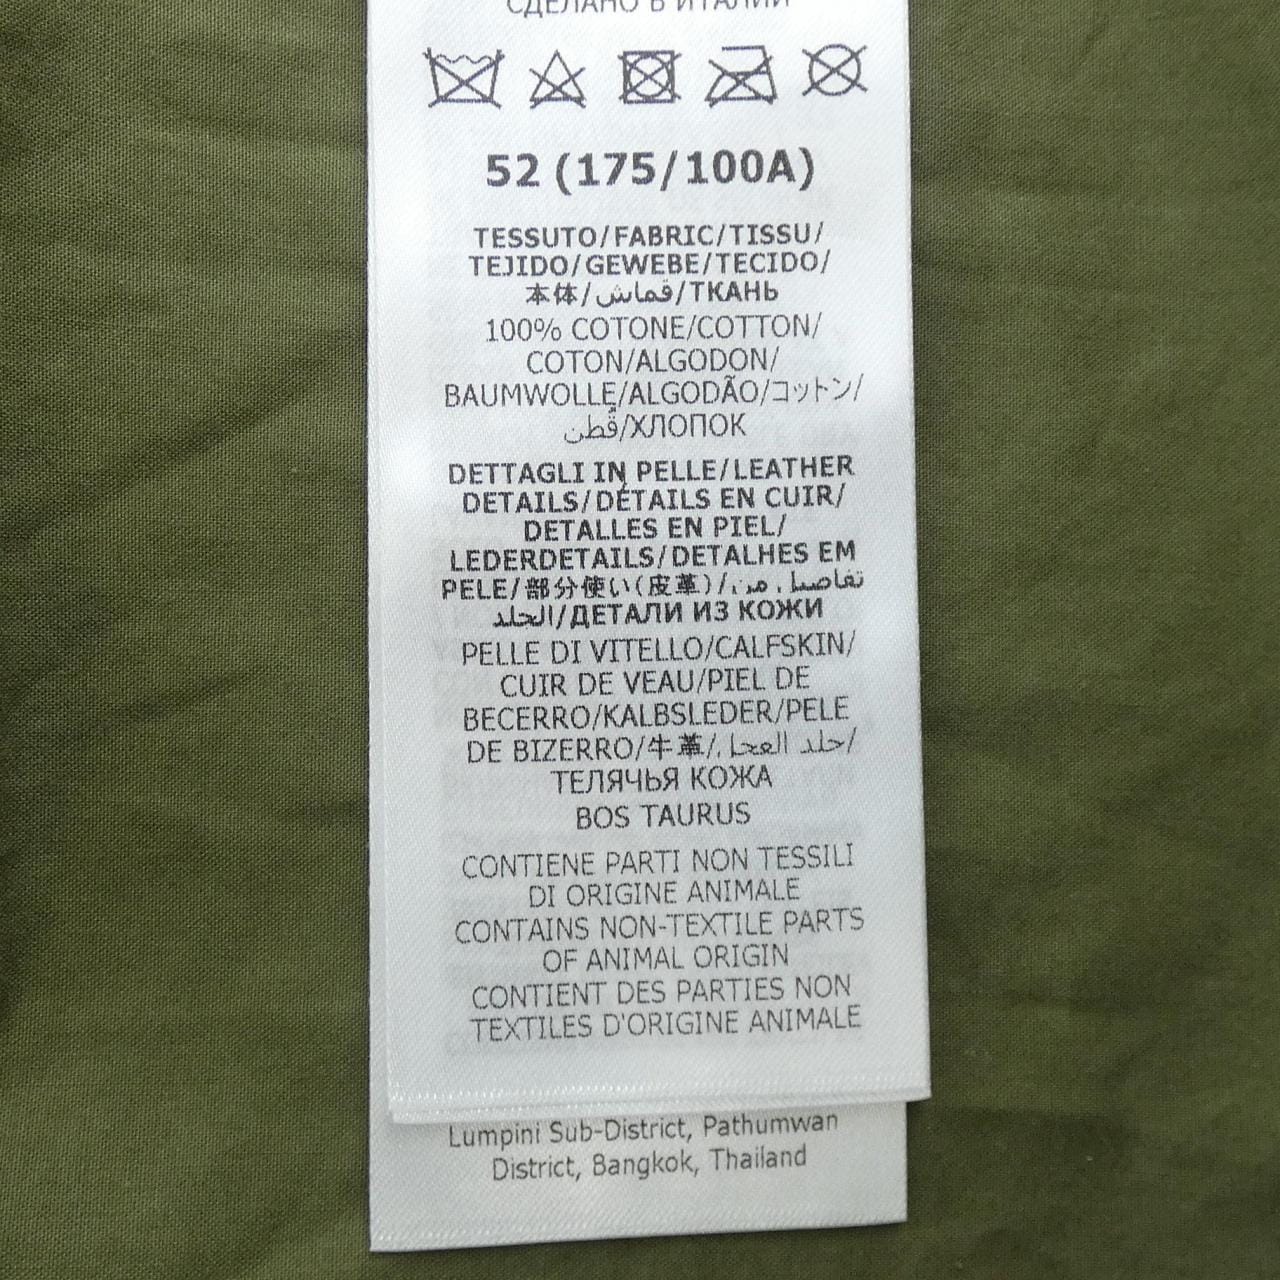 СДЕЛАНО В ИТАЛИИ
52 (175/100A)
TESSUTO/FABRIC/TISSU/
TEJIDO/GEWEBE/TECIDO/
本体/قماش/ТКАНЬ
100% COTONE/COTTON/
COTON/ALGODON/
BAUMWOLLE/ALGODÃO/コットン/
قُطن/ХЛОПОК
DETTAGLI IN PELLE/LEATHER
DETAILS/DÉTAILS EN CUIR/
DETALLES EN PIEL/
LEDERDETAILS/DETALHES EM
PELE/部分使い(皮革)/تفاصيل من
الجلد/ДЕТАЛИ ИЗ КОЖИ
PELLE DI VITELLO/CALFSKIN/
CUIR DE VEAU/PIEL DE
BECERRO/KALBSLEDER/PELE
DE BIZERRO/牛革/جلد العجل/
ТЕЛЯЧЬЯ КОЖА
BOS TAURUS
CONTIENE PARTI NON TESSILI
DI ORIGINE ANIMALE
CONTAINS NON-TEXTILE PARTS
OF ANIMAL ORIGIN
CONTIENT DES PARTIES NON
TEXTILES D'ORIGINE ANIMALE
Lumpini Sub-District, Pathumwan
District, Bangkok, Thailand